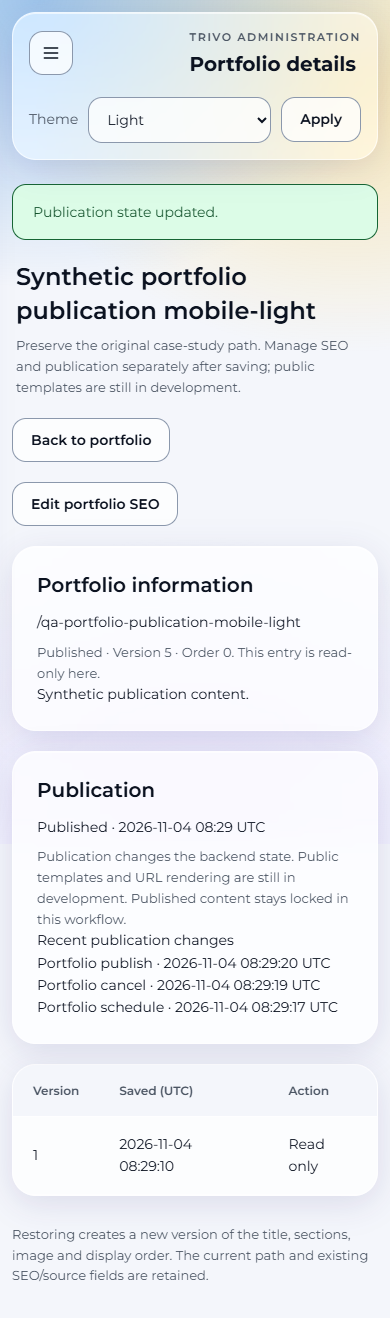 TRIVO ADMINISTRATION
Portfolio details
Theme
Light
Apply
Publication state updated.
Synthetic portfolio
publication mobile-light
Preserve the original case-study path. Manage SEO
and publication separately after saving; public
templates are still in development.
Back to portfolio
Edit portfolio SEO
Portfolio information
/qa-portfolio-publication-mobile-light
Published · Version 5 · Order 0. This entry is read-
only here.
Synthetic publication content.
Publication
Published · 2026-11-04 08:29 UTC
Publication changes the backend state. Public
templates and URL rendering are still in
development. Published content stays locked in
this workflow.
Recent publication changes
Portfolio publish · 2026-11-04 08:29:20 UTC
Portfolio cancel · 2026-11-04 08:29:19 UTC
Portfolio schedule · 2026-11-04 08:29:17 UTC
Version Saved (UTC) Action
1 2026-11-04 08:29:10 Read only
Restoring creates a new version of the title, sections,
image and display order. The current path and existing
SEO/source fields are retained.